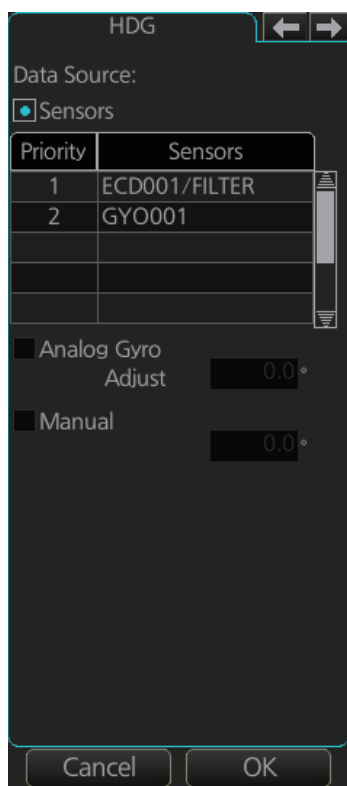 HDG
Data Source:
Sensors
Priority Sensors
1 ECD001/FILTER
2 GYO001
Analog Gyro
Adjust 0.0 °
Manual
0.0 °
Cancel OK